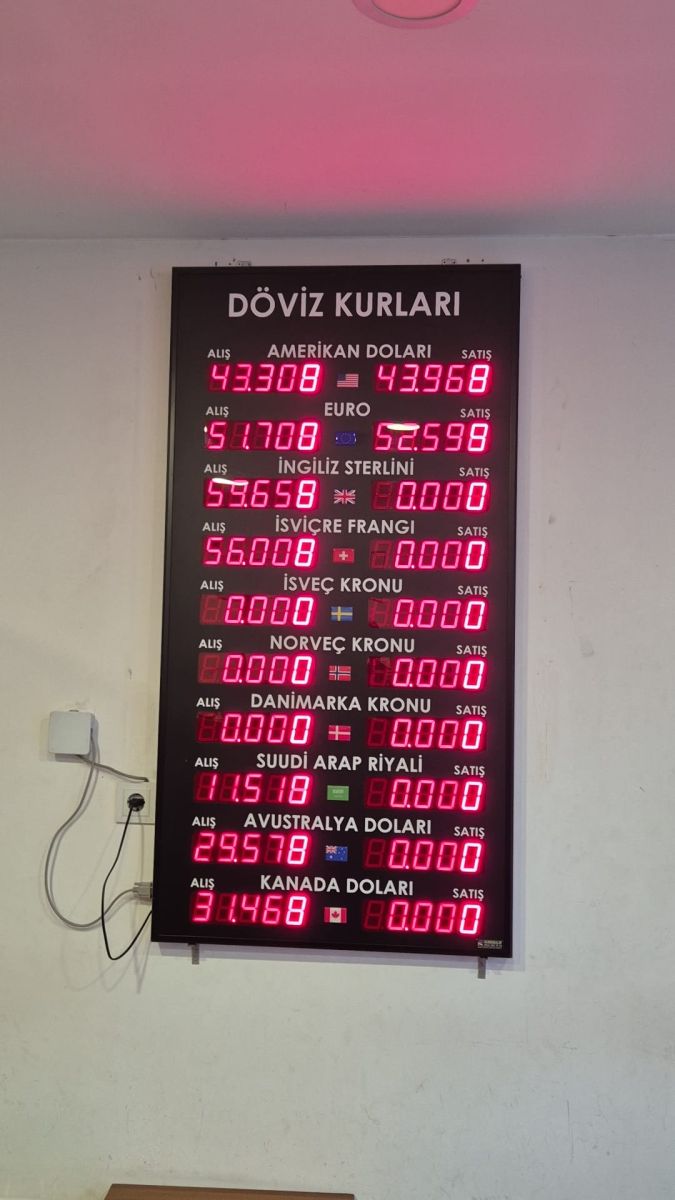 DÖVİZ KURLARI
ALIŞ AMERİKAN DOLARI SATIŞ
43.308 43.968
ALIŞ EURO SATIŞ
51.708 52.598
ALIŞ İNGİLİZ STERLİNİ SATIŞ
59.658 0.000
ALIŞ İSVİÇRE FRANGI SATIŞ
56.008 0.000
ALIŞ İSVEÇ KRONU SATIŞ
0.000 0.000
ALIŞ NORVEÇ KRONU SATIŞ
0.000 0.000
ALIŞ DANİMARKA KRONU SATIŞ
0.000 0.000
ALIŞ SUUDİ ARAP RİYALİ SATIŞ
11.518 0.000
ALIŞ AVUSTRALYA DOLARI SATIŞ
29.578 0.000
ALIŞ KANADA DOLARI SATIŞ
31.468 0.000